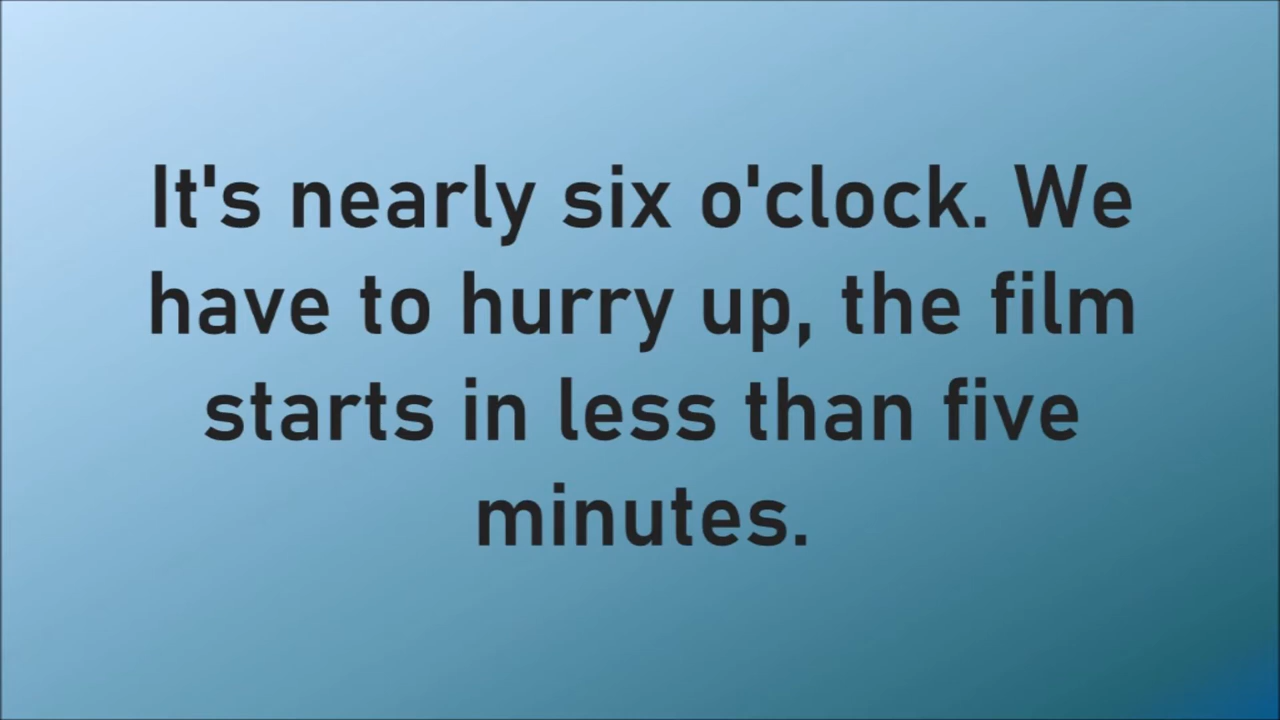 It's nearly six o'clock. We
have to hurry up, the film
starts in less than five
minutes.